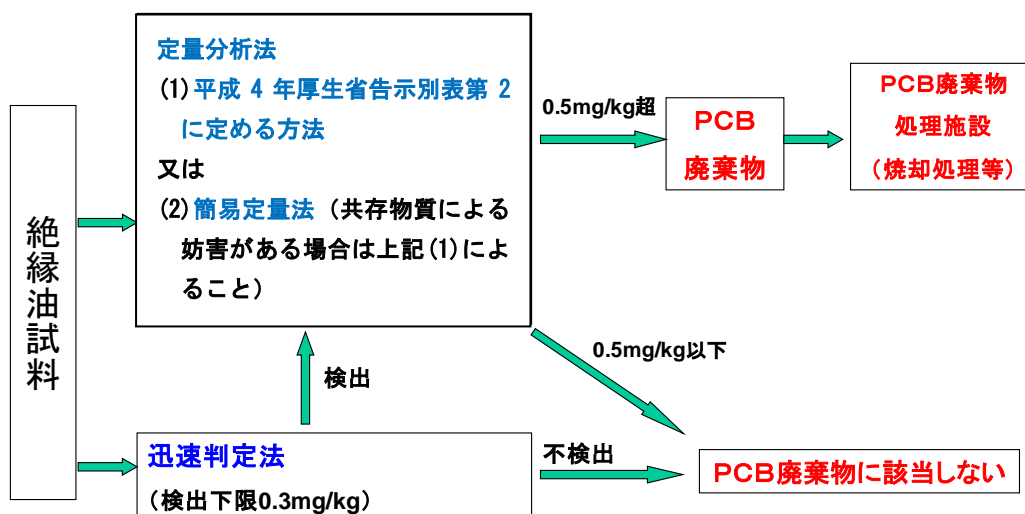 絶縁油試料
定量分析法
(1)平成 4 年厚生省告示別表第 2
に定める方法
又は
(2)簡易定量法（共存物質による
妨害がある場合は上記(1)によ
ること）
0.5mg/kg超
PCB
廃棄物
PCB廃棄物
処理施設
（焼却処理等）
検出
0.5mg/kg以下
迅速判定法
（検出下限0.3mg/kg）
不検出
PCB廃棄物に該当しない